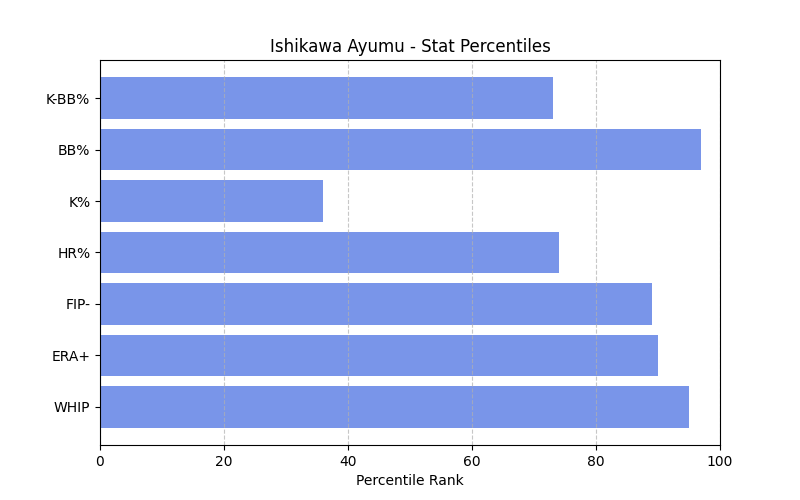 Ishikawa Ayumu - Stat Percentiles
K-BB%
BB%
K%
HR%
FIP-
ERA+
WHIP
0 20 40 60 80 100
Percentile Rank